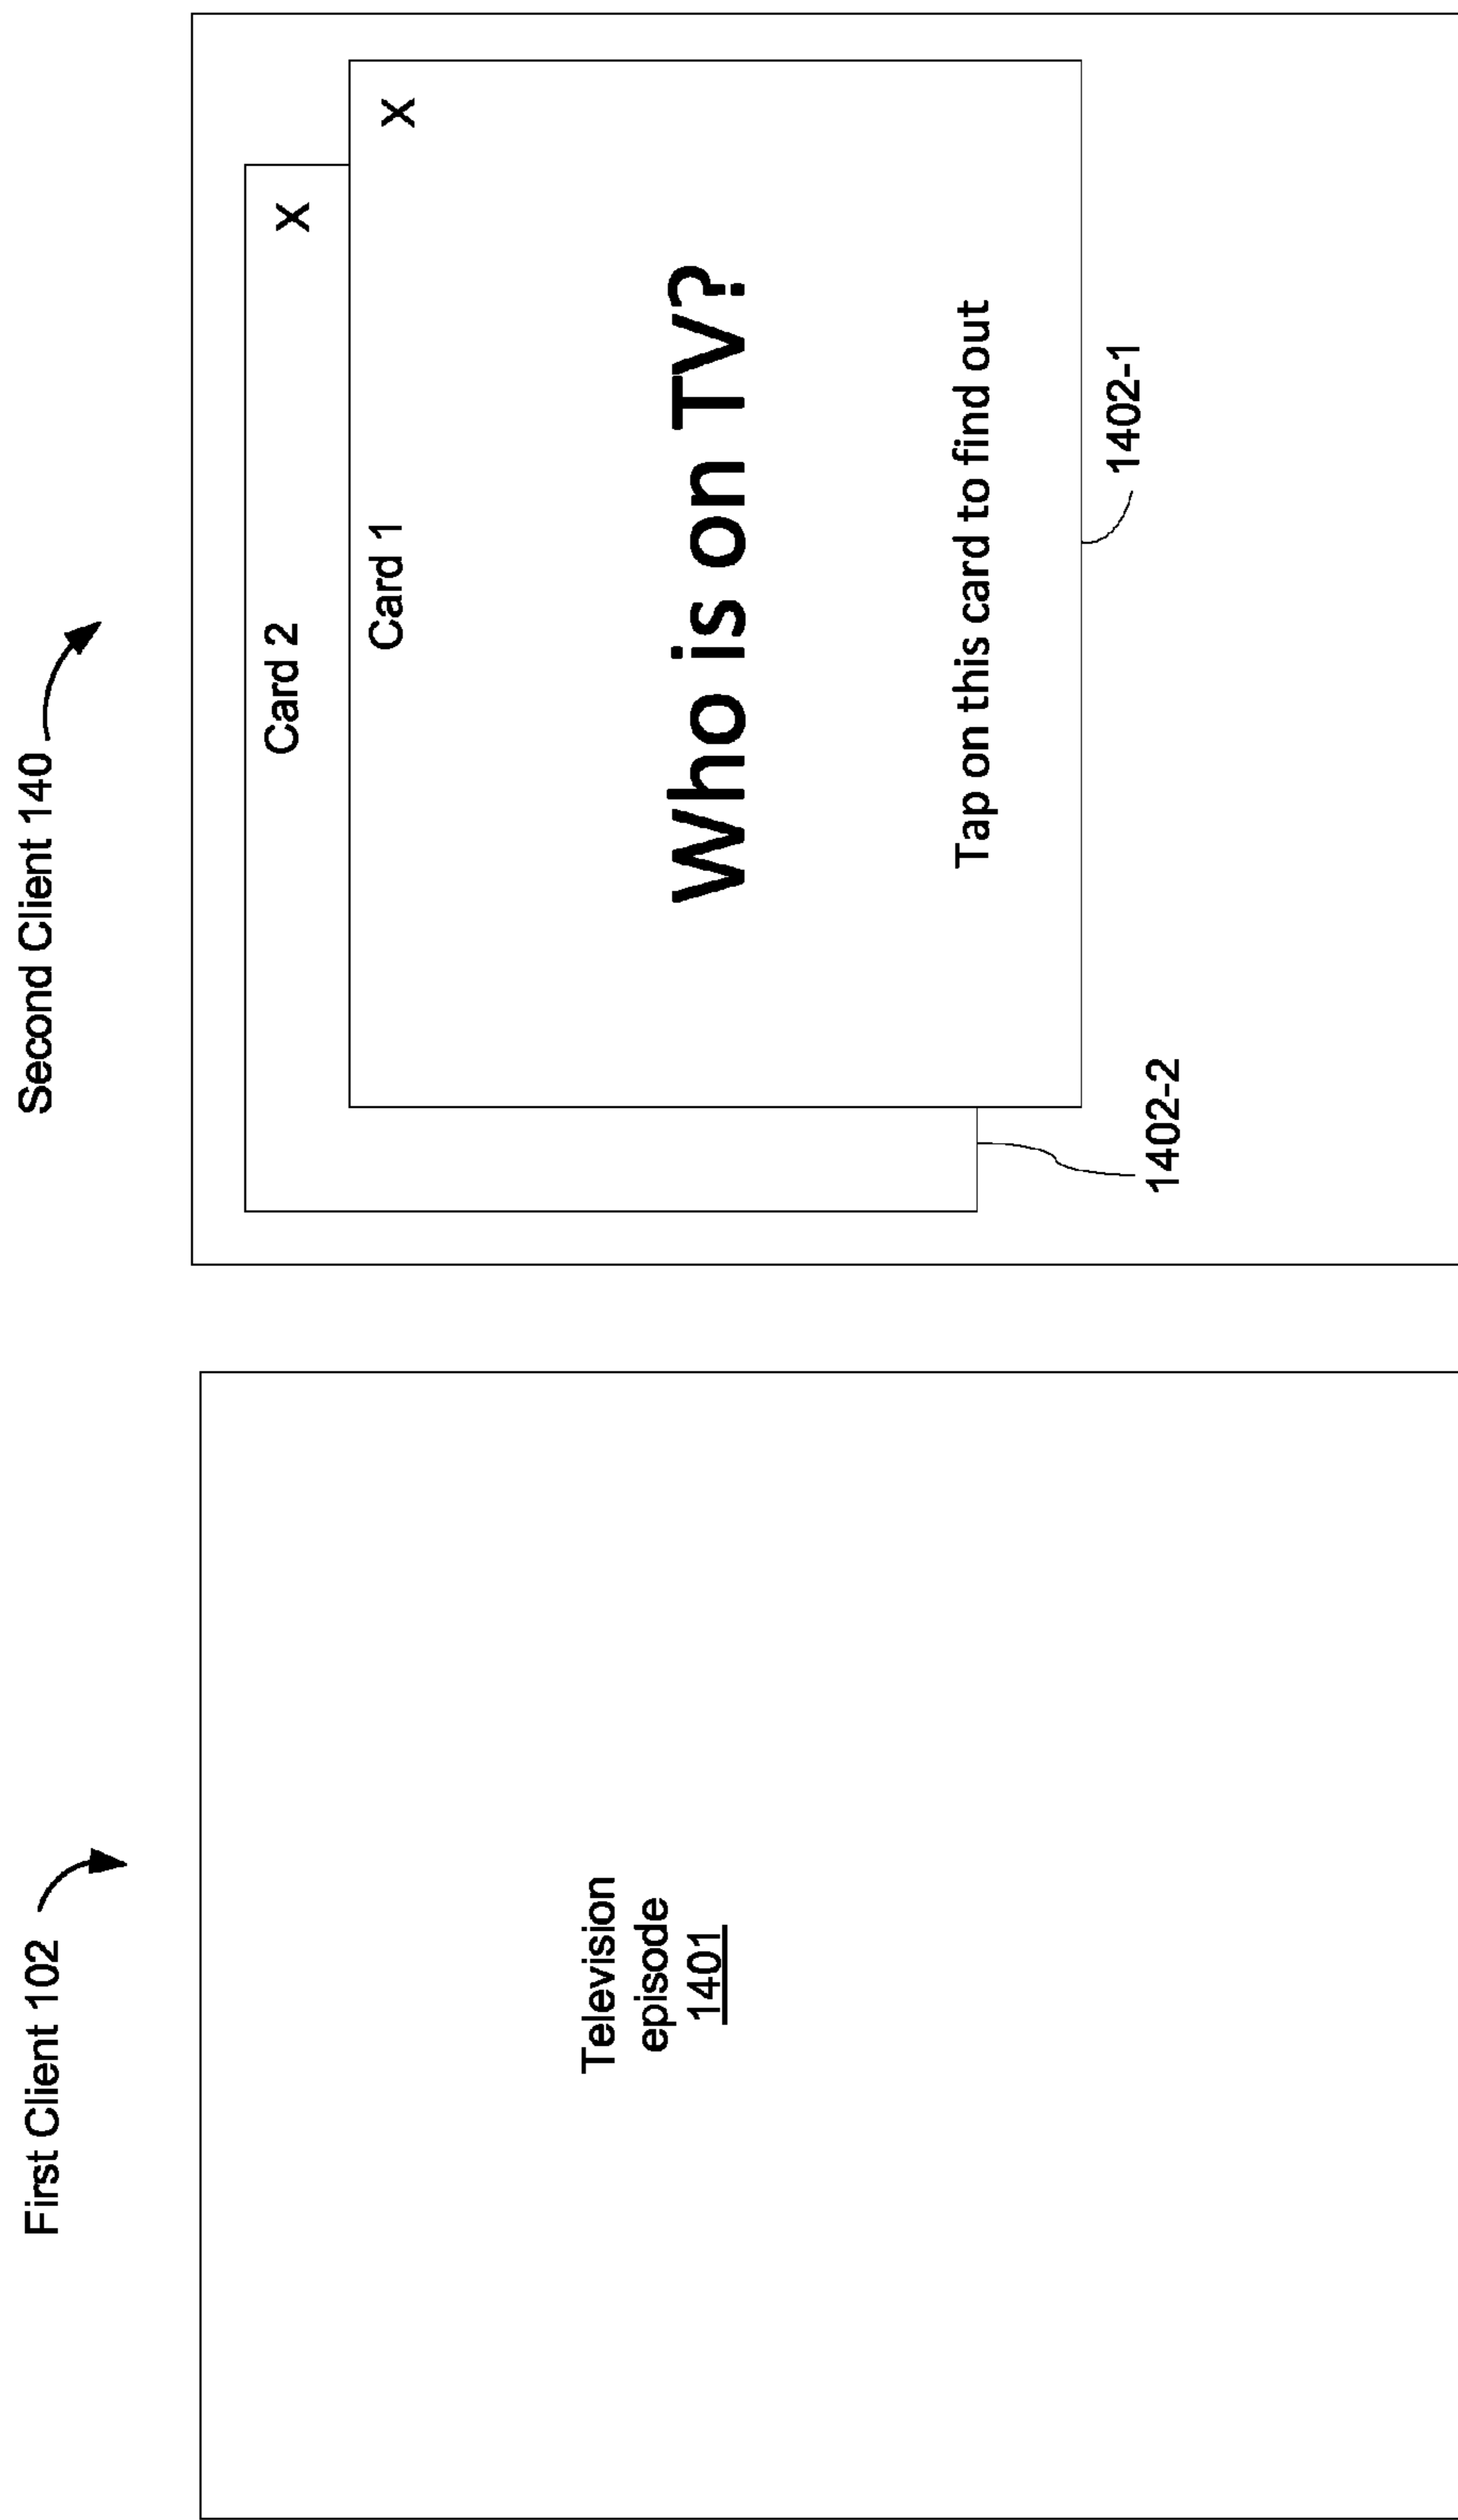 First Client 102
Television
episode
1401
Second Client 140
Card 2
X
Card 1
X
Who is on TV?
Tap on this card to find out
1402-1
1402-2